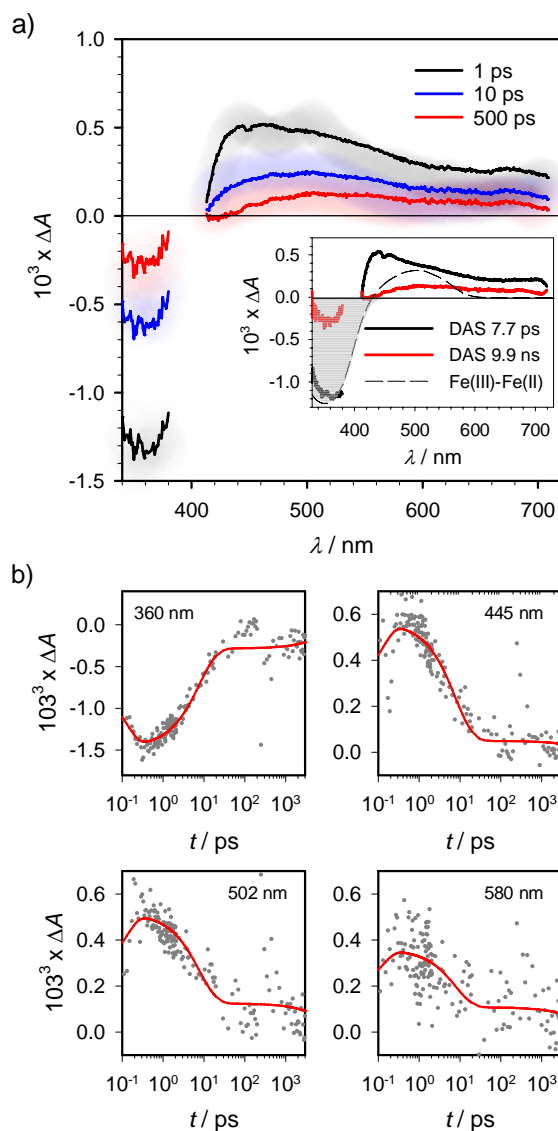 a)
1.0
1 ps
10 ps
500 ps
0.5
0.0
10³ x ΔA
-0.5
-1.0
-1.5
0.5
0.0
10³ x ΔA
-1.0
DAS 7.7 ps
DAS 9.9 ns
Fe(III)-Fe(II)
400 500 600 700
λ / nm
400 500 600 700
λ / nm
b)
360 nm
0.0
-0.5
-1.0
-1.5
103³ x ΔA
10⁻¹ 10⁰ 10¹ 10² 10³
t / ps
445 nm
0.6
0.4
0.2
0.0
10⁻¹ 10⁰ 10¹ 10² 10³
t / ps
502 nm
0.6
0.4
0.2
0.0
103³ x ΔA
10⁻¹ 10⁰ 10¹ 10² 10³
t / ps
580 nm
0.6
0.4
0.2
0.0
10⁻¹ 10⁰ 10¹ 10² 10³
t / ps